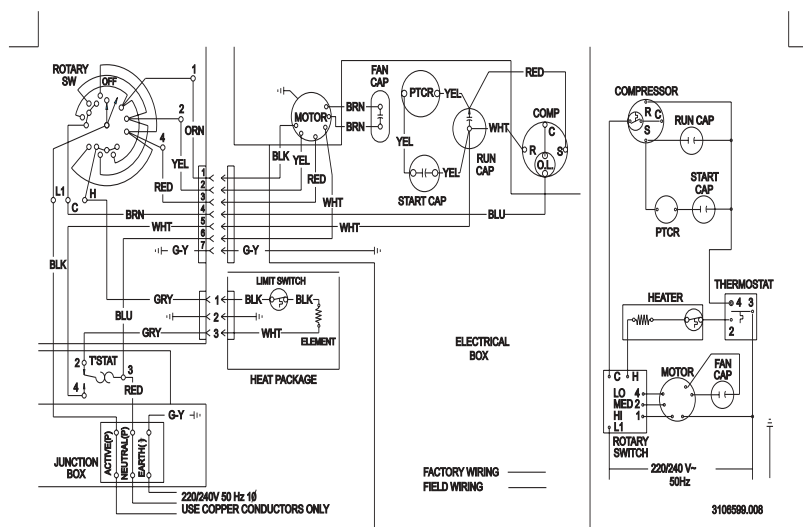 ROTARY
SW
OFF
1
2
4
ORN
YEL
RED
L1
C
H
BRN
WHT
G-Y
BLK
BLU
GRY
GRY
1
2
3
4
5
6
7
MOTOR
BLK
YEL
RED
WHT
WHT
G-Y
BLU
FAN
CAP
BRN
BRN
PTCR
YEL
YEL
YEL
START CAP
RUN
CAP
WHT
RED
COMP
C
R
S
O.L
LIMIT SWITCH
1
2
3
BLK
BLK
WHT
ELEMENT
HEAT PACKAGE
ELECTRICAL
BOX
2
T'STAT
3
4
RED
G-Y
JUNCTION
BOX
ACTIVE(P)
NEUTRAL(P)
EARTH( )
220/240V 50 Hz 1Ø
USE COPPER CONDUCTORS ONLY
FACTORY WIRING
FIELD WIRING
COMPRESSOR
R
C
S
RUN CAP
START
CAP
PTCR
THERMOSTAT
4 3
2
HEATER
C H
LO 4
MED 2
HI 1
L1
MOTOR
FAN
CAP
ROTARY
SWITCH
220/240 V~
50Hz
3106599.008